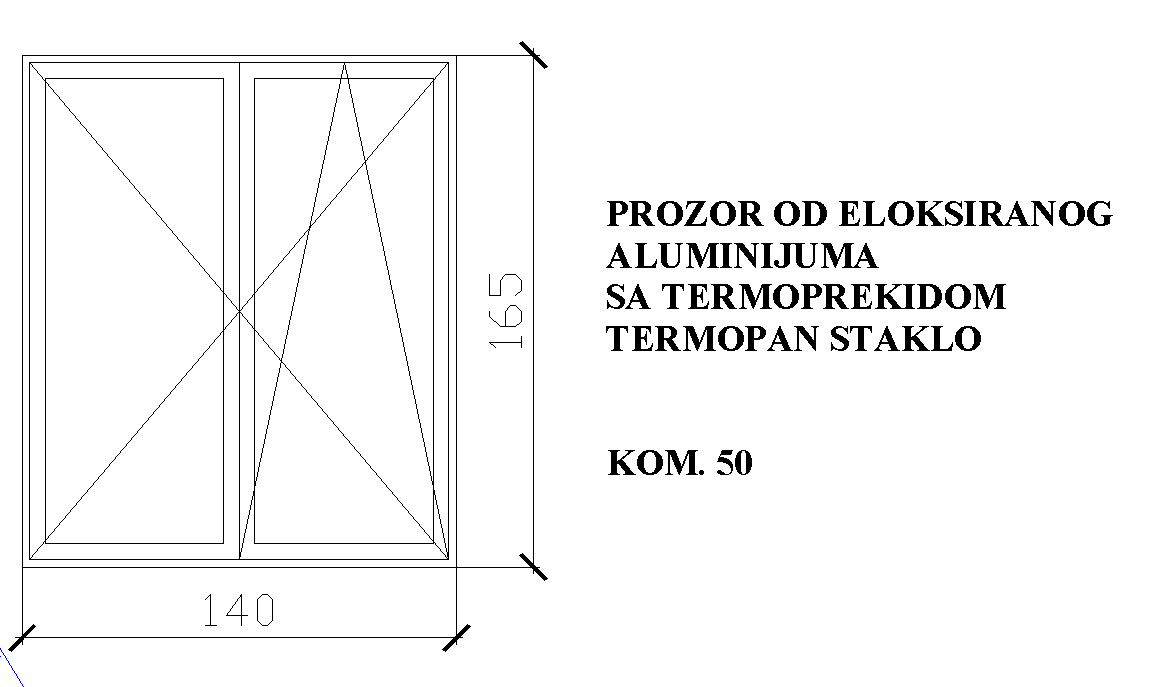 165
PROZOR OD ELOKSIRANOG
ALUMINIJUMA
SA TERMOPREKIDOM
TERMOPAN STAKLO
KOM. 50
140